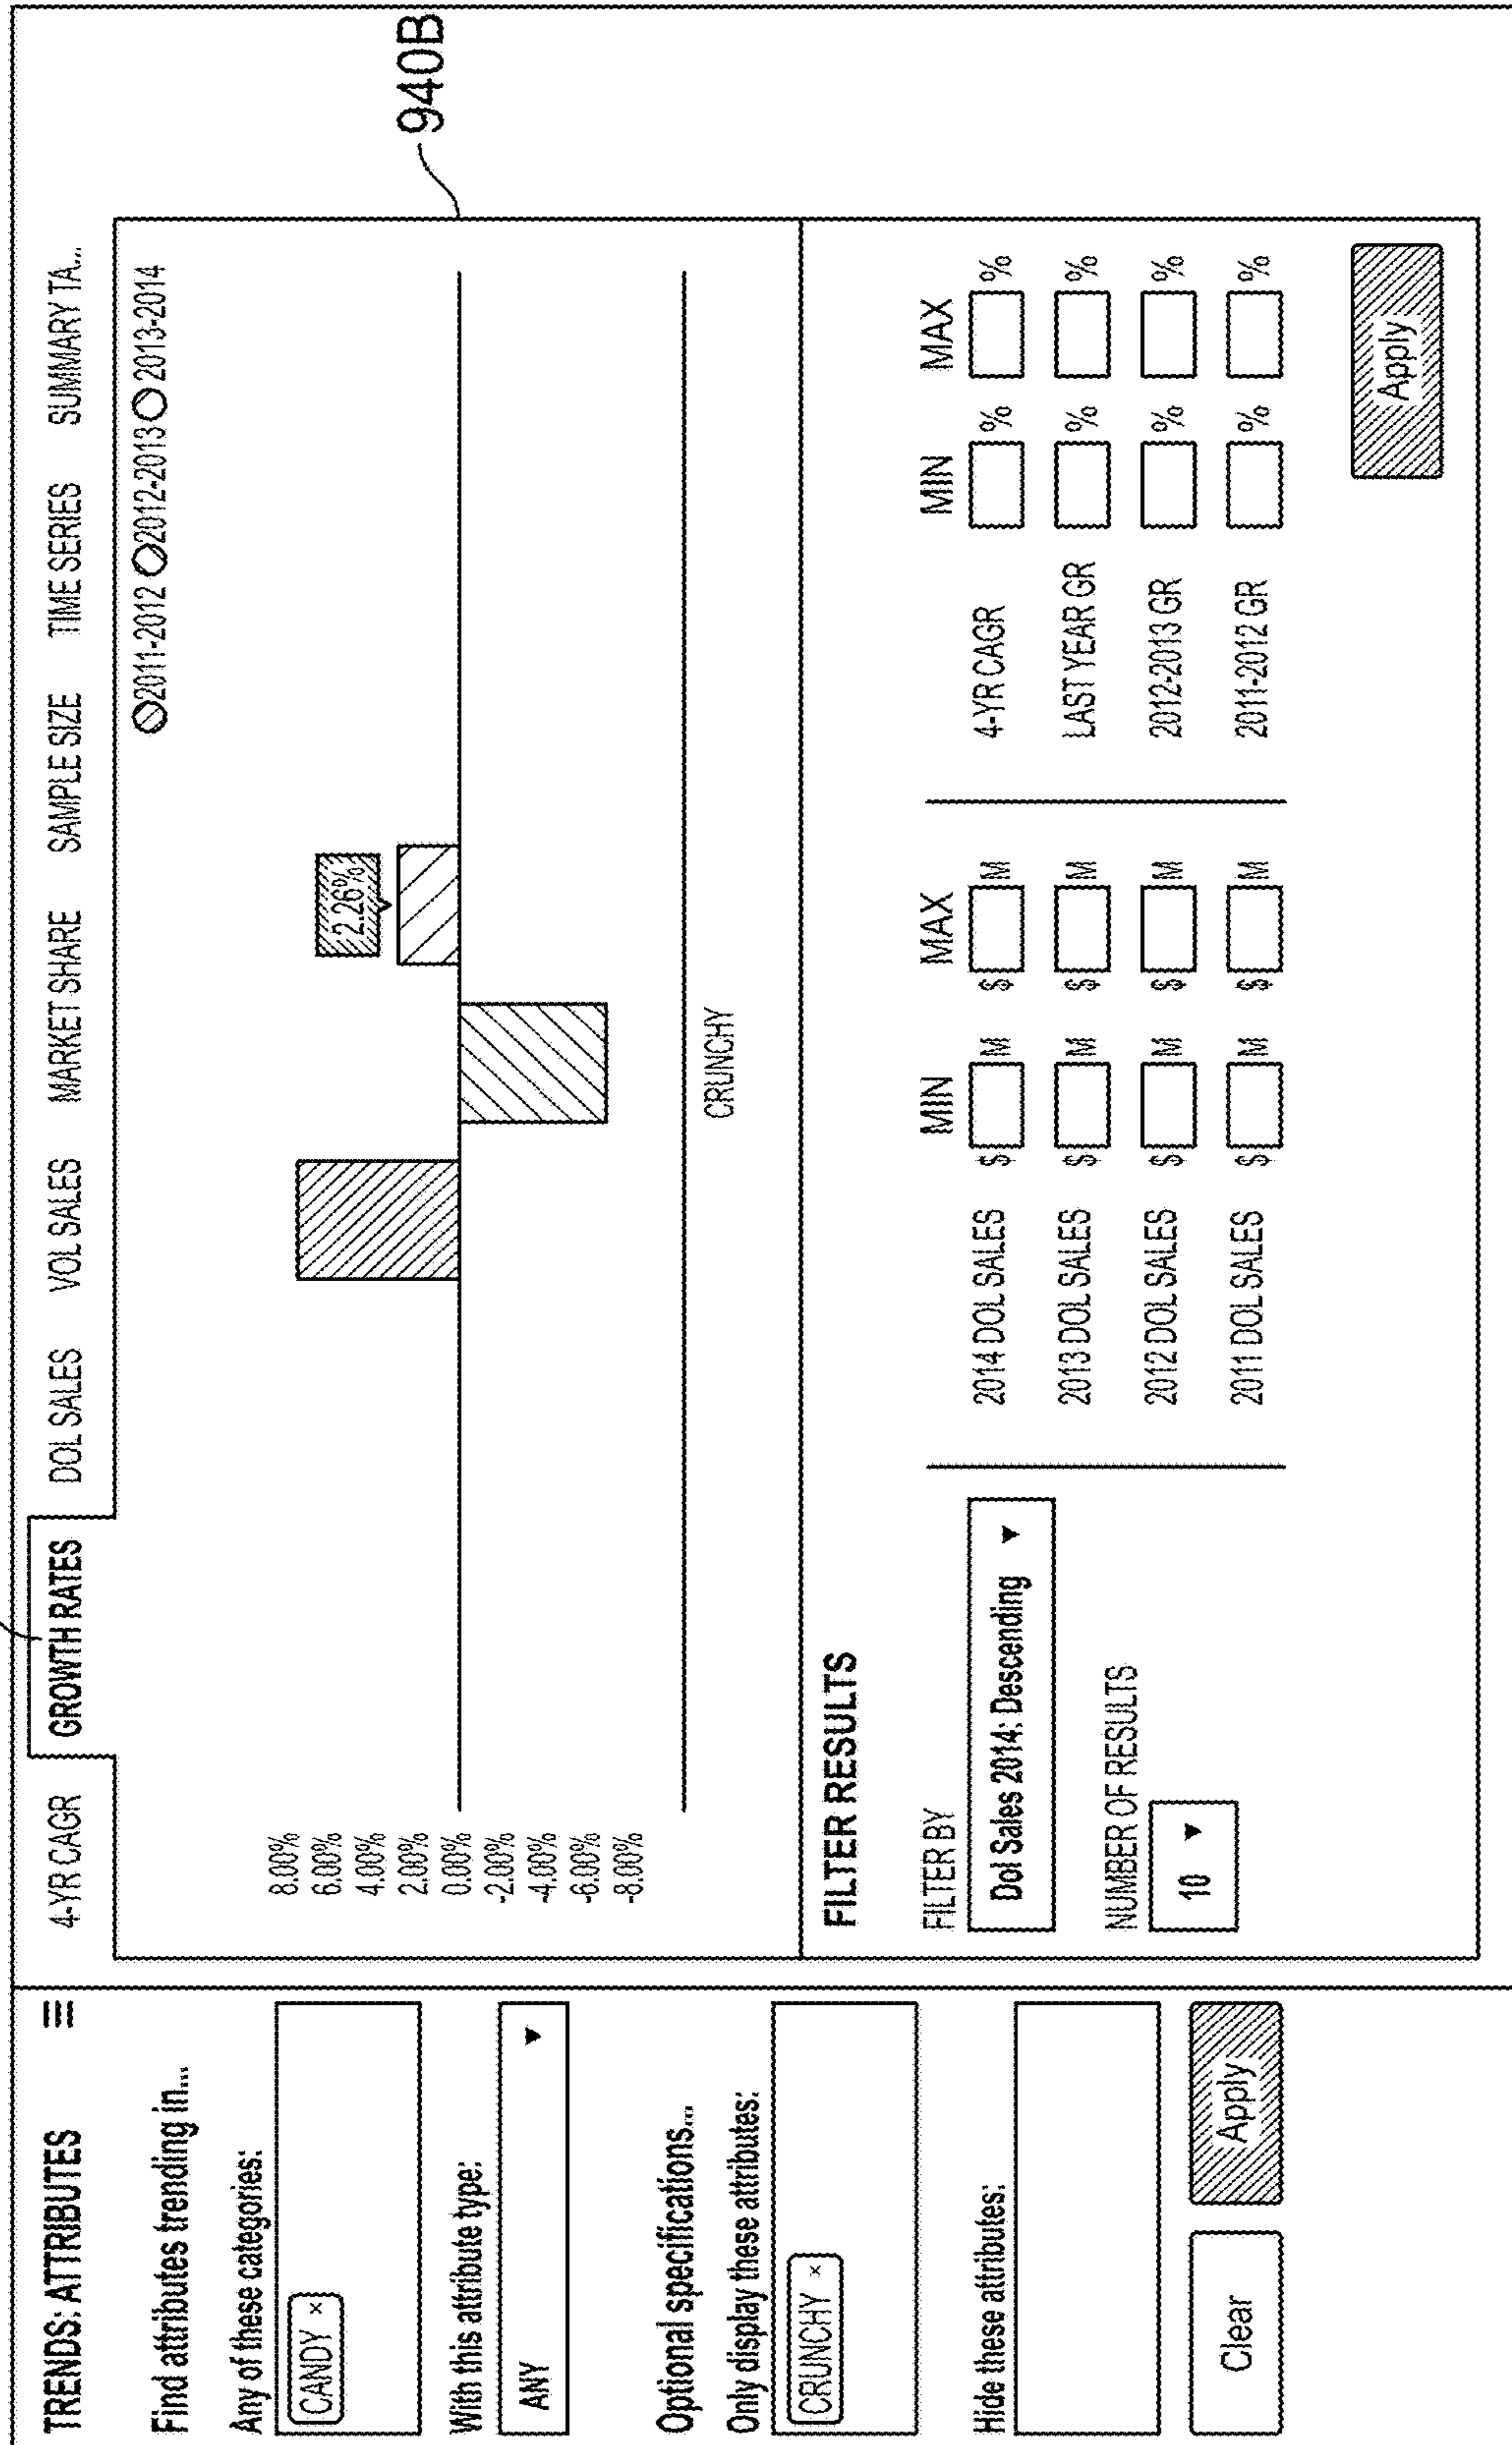 TRENDS: ATTRIBUTES
Find attributes trending in...
Any of these categories:
CANDY ×
With this attribute type:
ANY ▼
Optional specifications...
Only display these attributes:
CRUNCHY ×
Hide these attributes:
Clear Apply
4-YR CAGR GROWTH RATES DOL SALES VOL SALES MARKET SHARE SAMPLE SIZE TIME SERIES SUMMARY TA...
2011-2012 2012-2013 2013-2014
8.00%
6.00%
4.00%
2.00%
0.00%
-2.00%
-4.00%
-6.00%
-8.00%
2.26%
CRUNCHY
940B
FILTER RESULTS
FILTER BY
Dol Sales 2014: Descending ▼
NUMBER OF RESULTS
10 ▼
MIN MAX
2014 DOL SALES $ M $ M
2013 DOL SALES $ M $ M
2012 DOL SALES $ M $ M
2011 DOL SALES $ M $ M
MIN MAX
4-YR CAGR % %
LAST YEAR GR % %
2012-2013 GR % %
2011-2012 GR % %
Apply